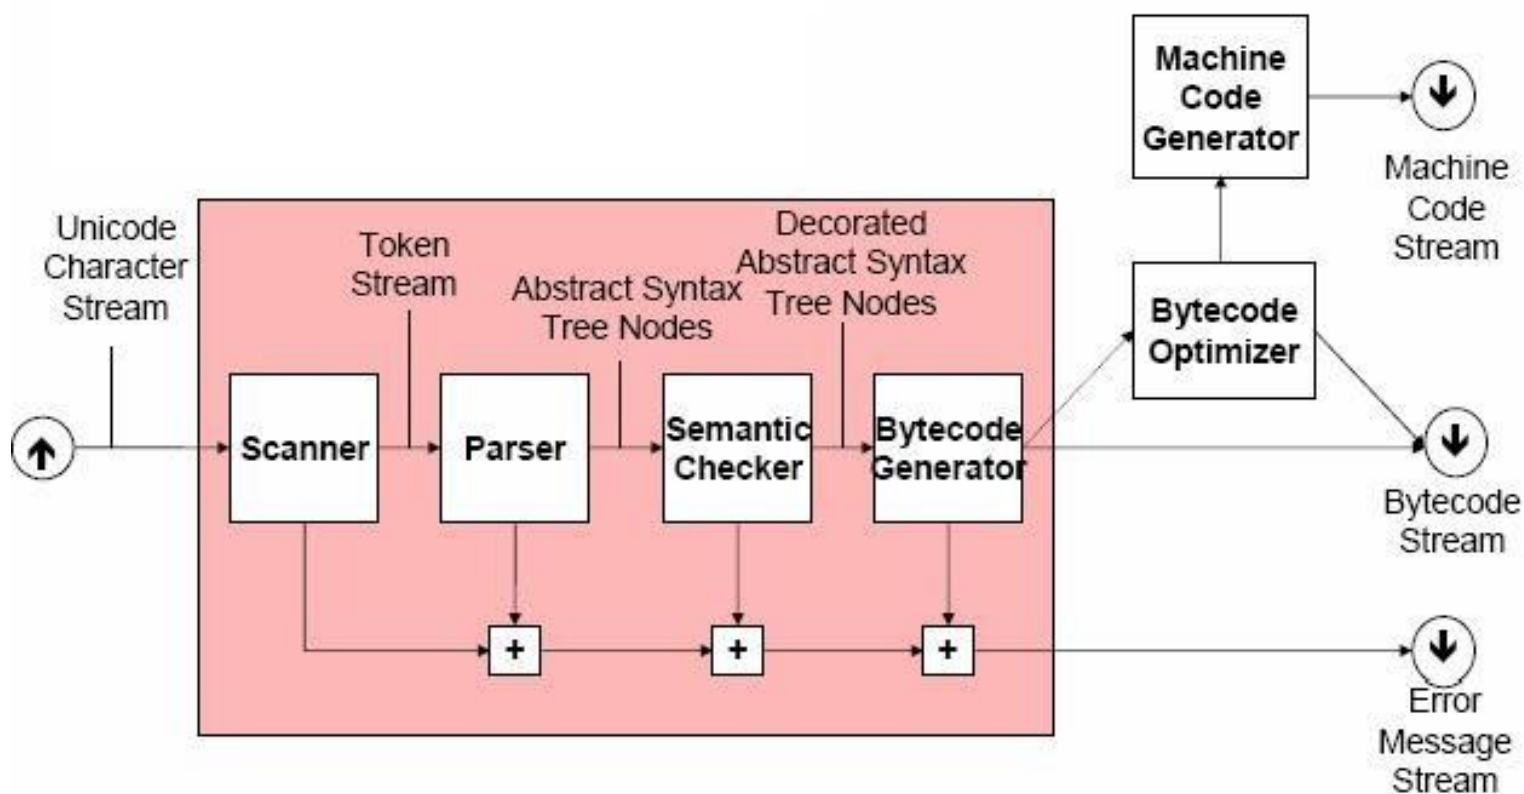 Machine
Code
Generator
Machine
Code
Stream
Unicode
Character
Stream
Token
Stream
Abstract Syntax
Tree Nodes
Decorated
Abstract Syntax
Tree Nodes
Bytecode
Optimizer
Scanner
Parser
Semantic
Checker
Bytecode
Generator
Bytecode
Stream
+
+
+
Error
Message
Stream